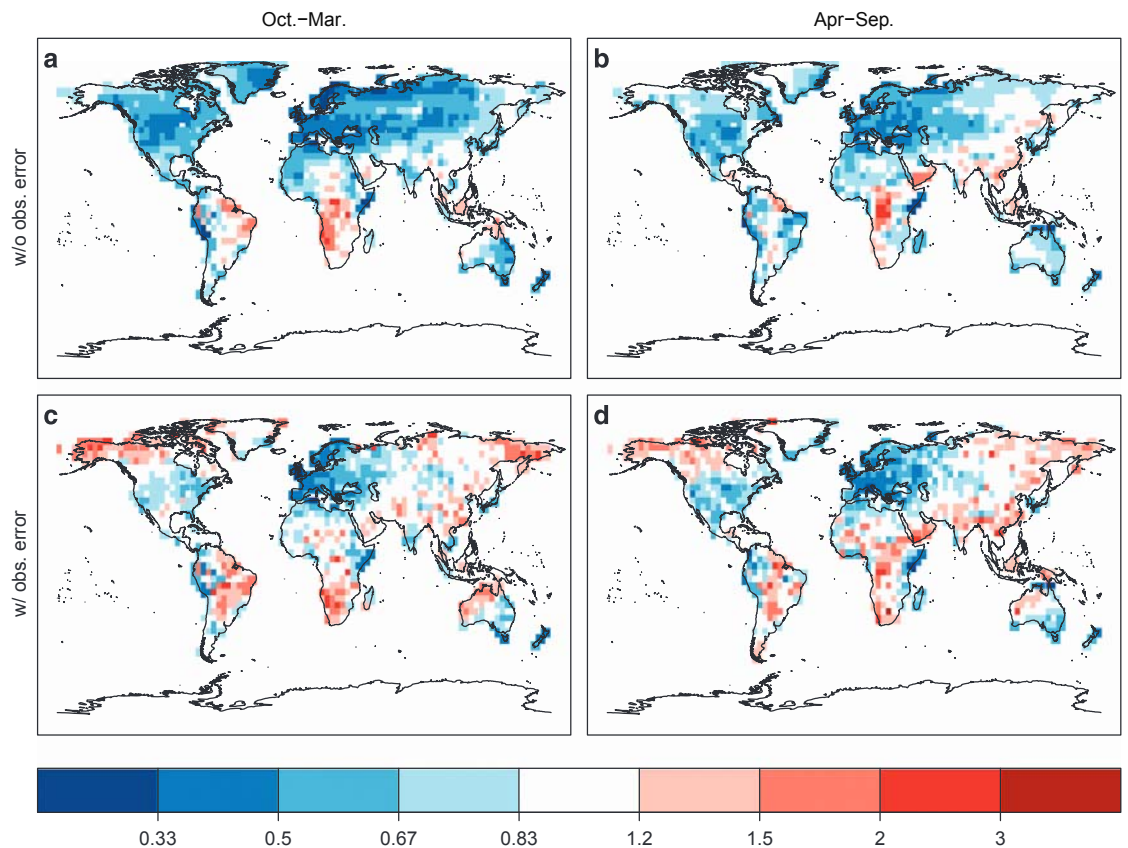 Oct.−Mar. Apr−Sep.
a b
w/o obs. error
c d
w/ obs. error
0.33 0.5 0.67 0.83 1.2 1.5 2 3